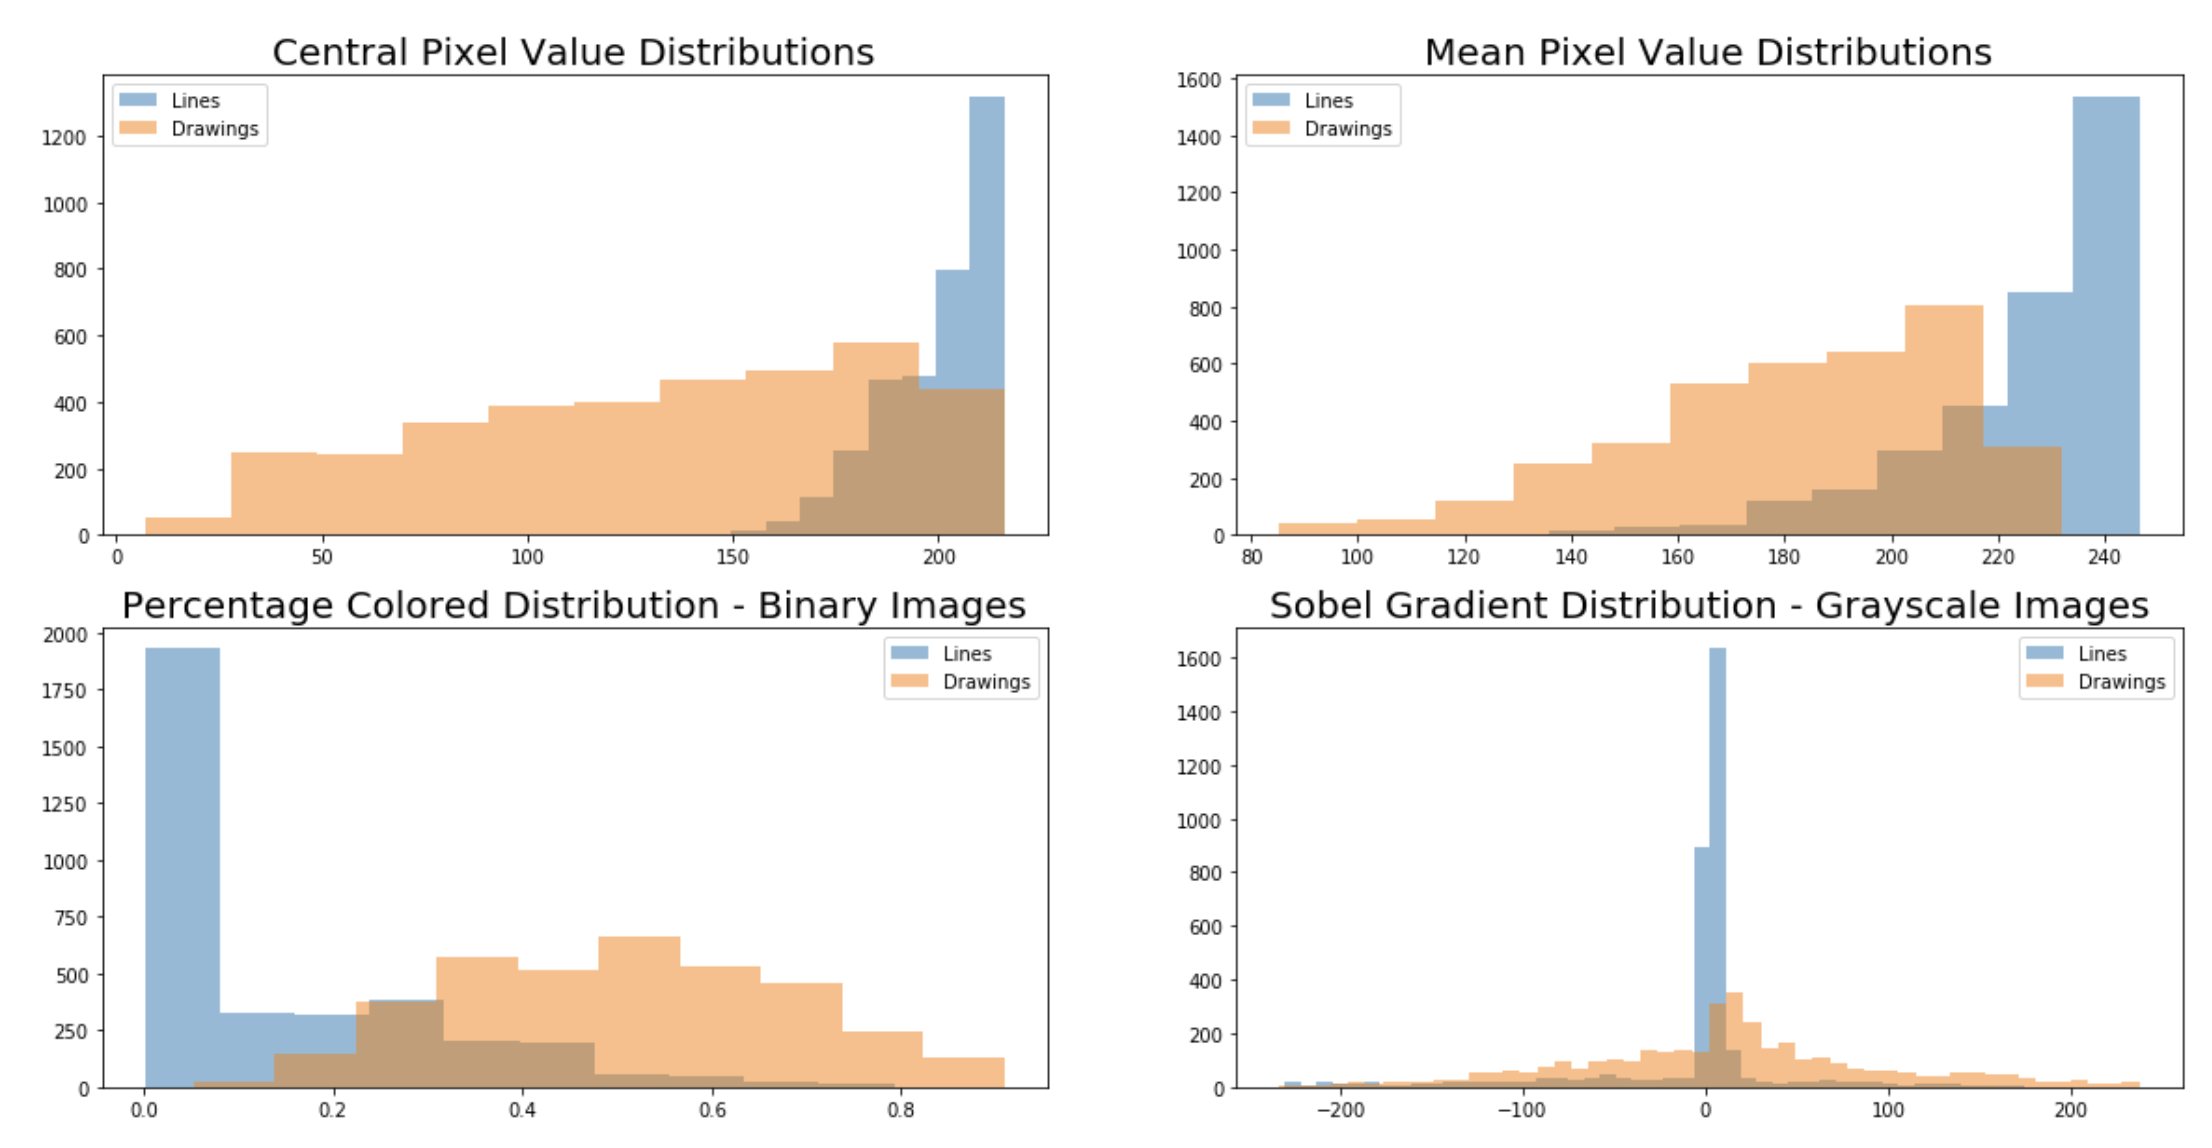 Central Pixel Value Distributions
Lines
Drawings
1200
1000
800
600
400
200
0
0 50 100 150 200
Mean Pixel Value Distributions
Lines
Drawings
1600
1400
1200
1000
800
600
400
200
0
80 100 120 140 160 180 200 220 240
Percentage Colored Distribution - Binary Images
Lines
Drawings
2000
1750
1500
1250
1000
750
500
250
0
0.0 0.2 0.4 0.6 0.8
Sobel Gradient Distribution - Grayscale Images
Lines
Drawings
1600
1400
1200
1000
800
600
400
200
0
−200 −100 0 100 200